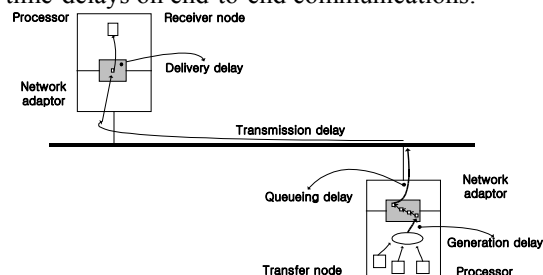 time delays on end-to-end communications.
Processor Receiver node
Delivery delay
Network
adaptor
Transmission delay
Queueing delay
Network
adaptor
Generation delay
Transfer node Processor